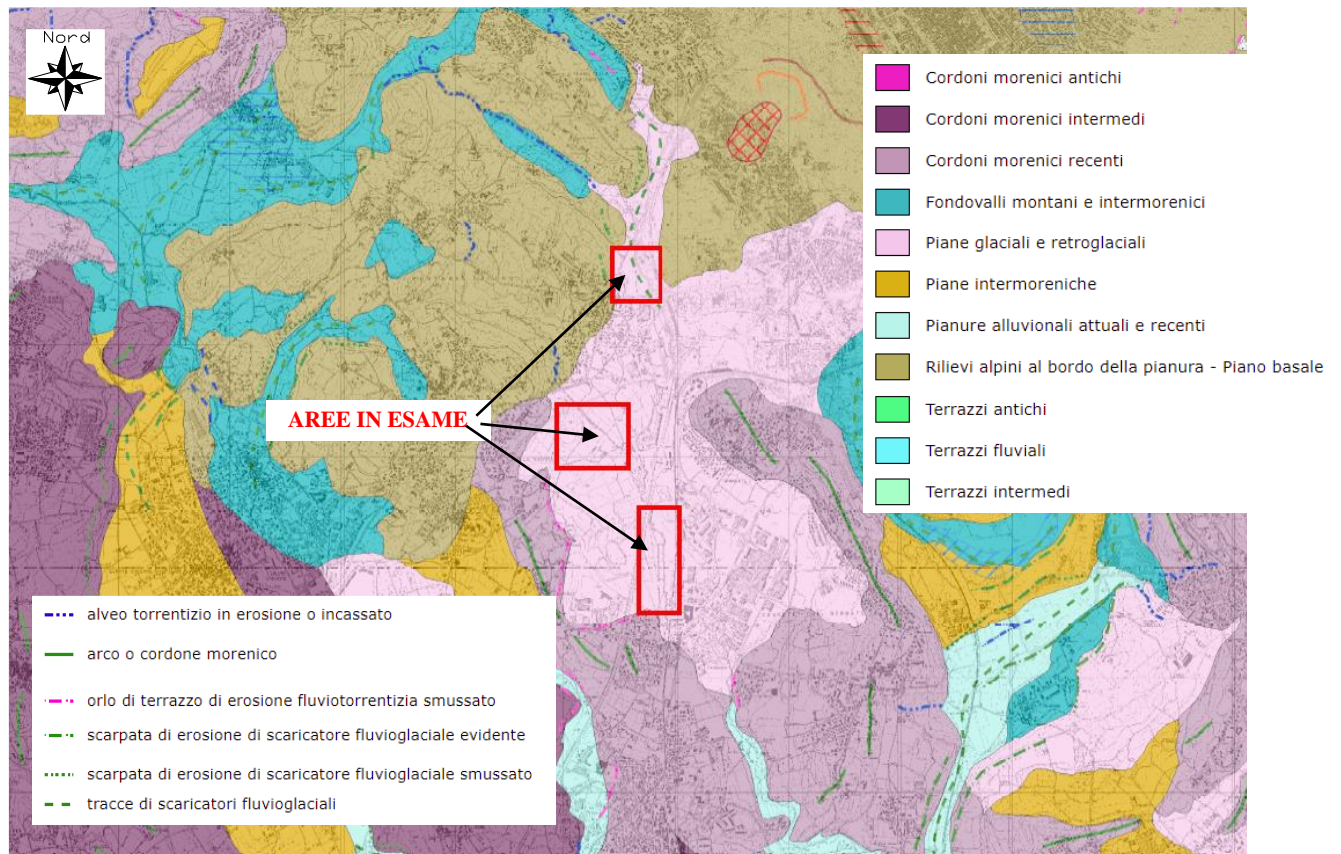 Nord
Cordoni morenici antichi
Cordoni morenici intermedi
Cordoni morenici recenti
Fondovalli montani e intermorenici
Piane glaciali e retroglaciali
Piane intermoreniche
Pianure alluvionali attuali e recenti
Rilievi alpini al bordo della pianura - Piano basale
Terrazzi antichi
Terrazzi fluviali
Terrazzi intermedi
AREE IN ESAME
alveo torrentizio in erosione o incassato
arco o cordone morenico
orlo di terrazzo di erosione fluviotorrentizia smussato
scarpata di erosione di scaricatore fluvioglaciale evidente
scarpata di erosione di scaricatore fluvioglaciale smussato
tracce di scaricatori fluvioglaciali